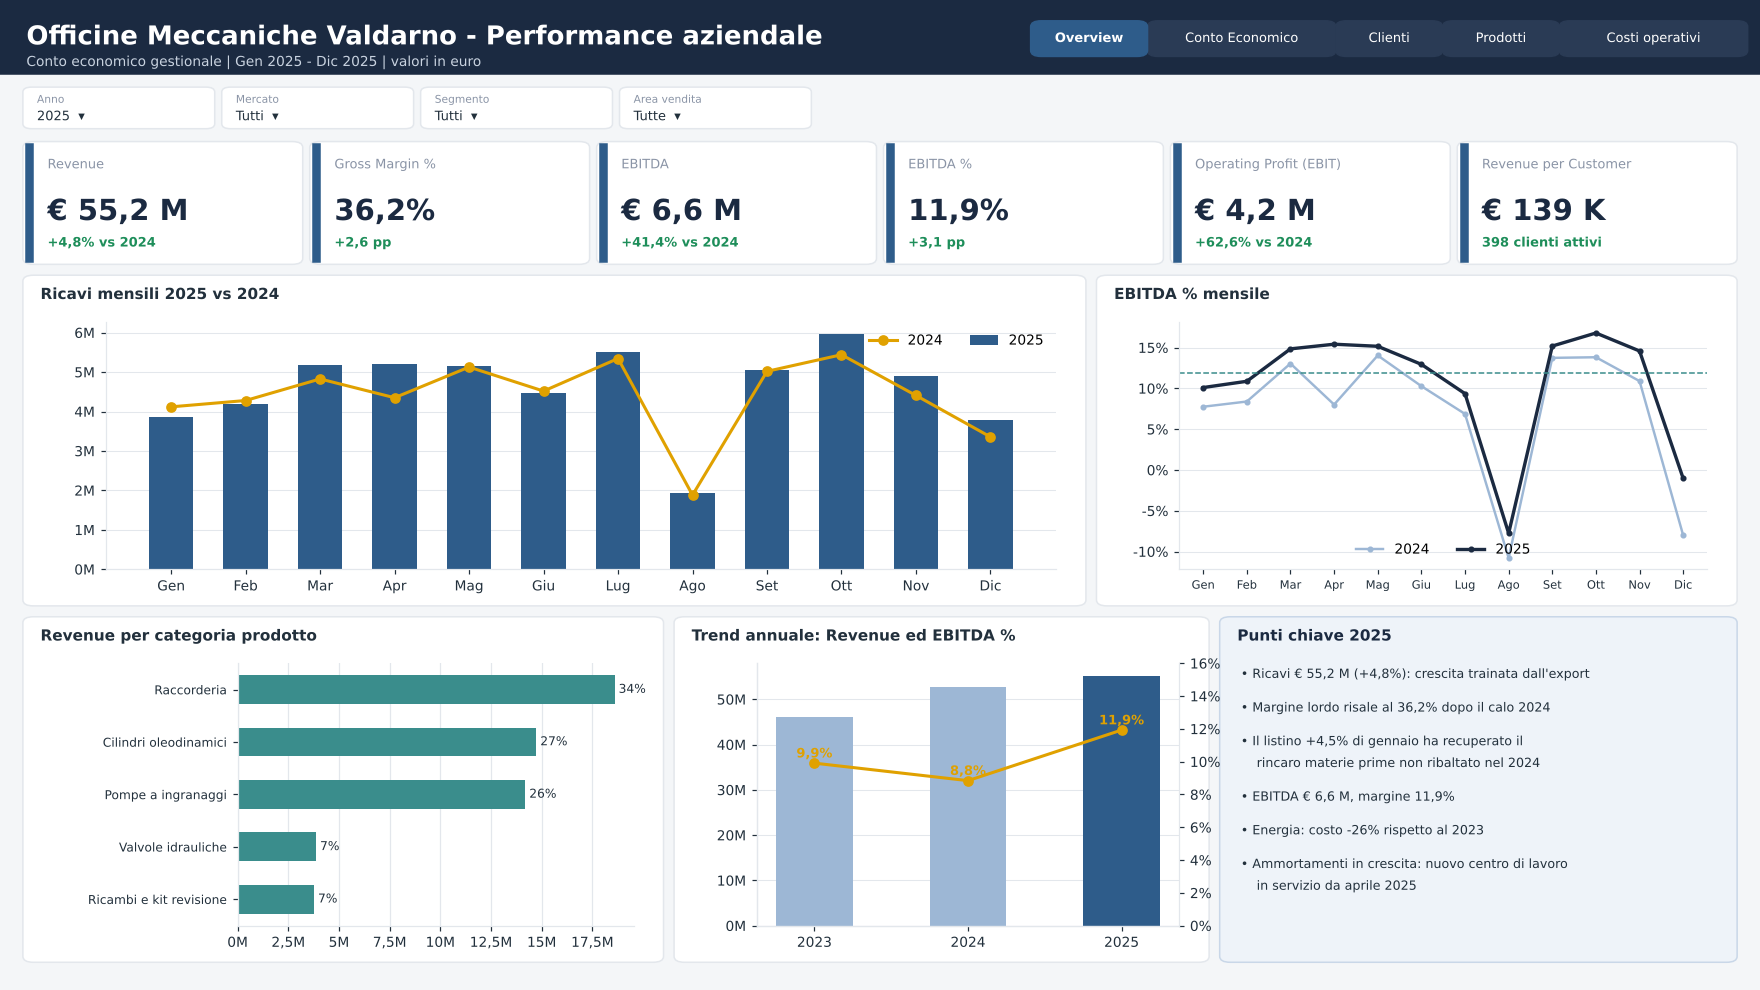 Officine Meccaniche Valdarno - Performance aziendale
Conto economico gestionale | Gen 2025 - Dic 2025 | valori in euro
Overview
Conto Economico
Clienti
Prodotti
Costi operativi
Anno
2025 ▾
Mercato
Tutti ▾
Segmento
Tutti ▾
Area vendita
Tutte ▾
Revenue
€ 55,2 M
+4,8% vs 2024
Gross Margin %
36,2%
+2,6 pp
EBITDA
€ 6,6 M
+41,4% vs 2024
EBITDA %
11,9%
+3,1 pp
Operating Profit (EBIT)
€ 4,2 M
+62,6% vs 2024
Revenue per Customer
€ 139 K
398 clienti attivi
Ricavi mensili 2025 vs 2024
6M
5M
4M
3M
2M
1M
0M
2024
2025
Gen Feb Mar Apr Mag Giu Lug Ago Set Ott Nov Dic
EBITDA % mensile
15%
10%
5%
0%
-5%
-10%
2024
2025
Gen Feb Mar Apr Mag Giu Lug Ago Set Ott Nov Dic
Revenue per categoria prodotto
Raccorderia 34%
Cilindri oleodinamici 27%
Pompe a ingranaggi 26%
Valvole idrauliche 7%
Ricambi e kit revisione 7%
0M 2,5M 5M 7,5M 10M 12,5M 15M 17,5M
Trend annuale: Revenue ed EBITDA %
50M
40M
30M
20M
10M
0M
9,9%
8,8%
11,9%
16%
14%
12%
10%
8%
6%
4%
2%
0%
2023 2024 2025
Punti chiave 2025
• Ricavi € 55,2 M (+4,8%): crescita trainata dall'export
• Margine lordo risale al 36,2% dopo il calo 2024
• Il listino +4,5% di gennaio ha recuperato il
rincaro materie prime non ribaltato nel 2024
• EBITDA € 6,6 M, margine 11,9%
• Energia: costo -26% rispetto al 2023
• Ammortamenti in crescita: nuovo centro di lavoro
in servizio da aprile 2025